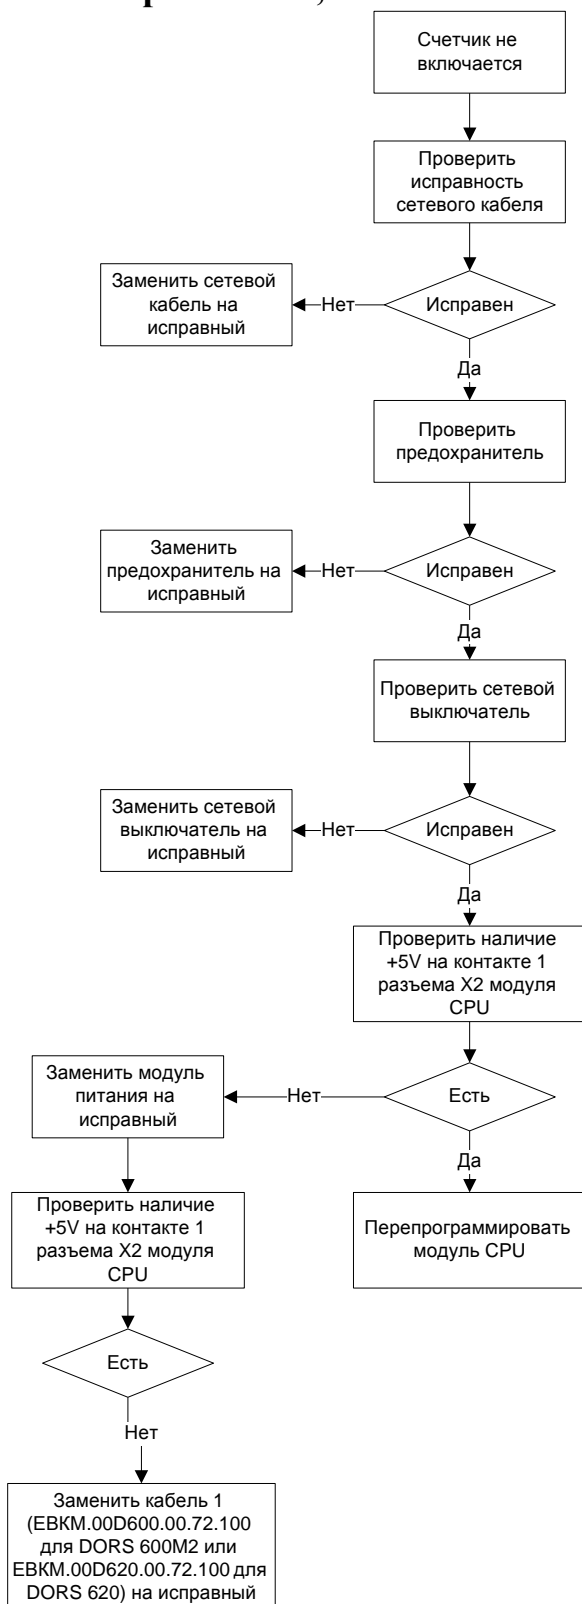 Счетчик не
включается
Проверить
исправность
сетевого кабеля
Заменить сетевой
кабель на
исправный
Нет
Исправен
Да
Проверить
предохранитель
Заменить
предохранитель на
исправный
Нет
Исправен
Да
Проверить сетевой
выключатель
Заменить сетевой
выключатель на
исправный
Нет
Исправен
Да
Проверить наличие
+5V на контакте 1
разъема X2 модуля
CPU
Заменить модуль
питания на
исправный
Нет
Есть
Да
Проверить наличие
+5V на контакте 1
разъема X2 модуля
CPU
Перепрограммировать
модуль CPU
Есть
Нет
Заменить кабель 1
(ЕВКМ.00D600.00.72.100
для DORS 600M2 или
ЕВКМ.00D620.00.72.100 для
DORS 620) на исправный